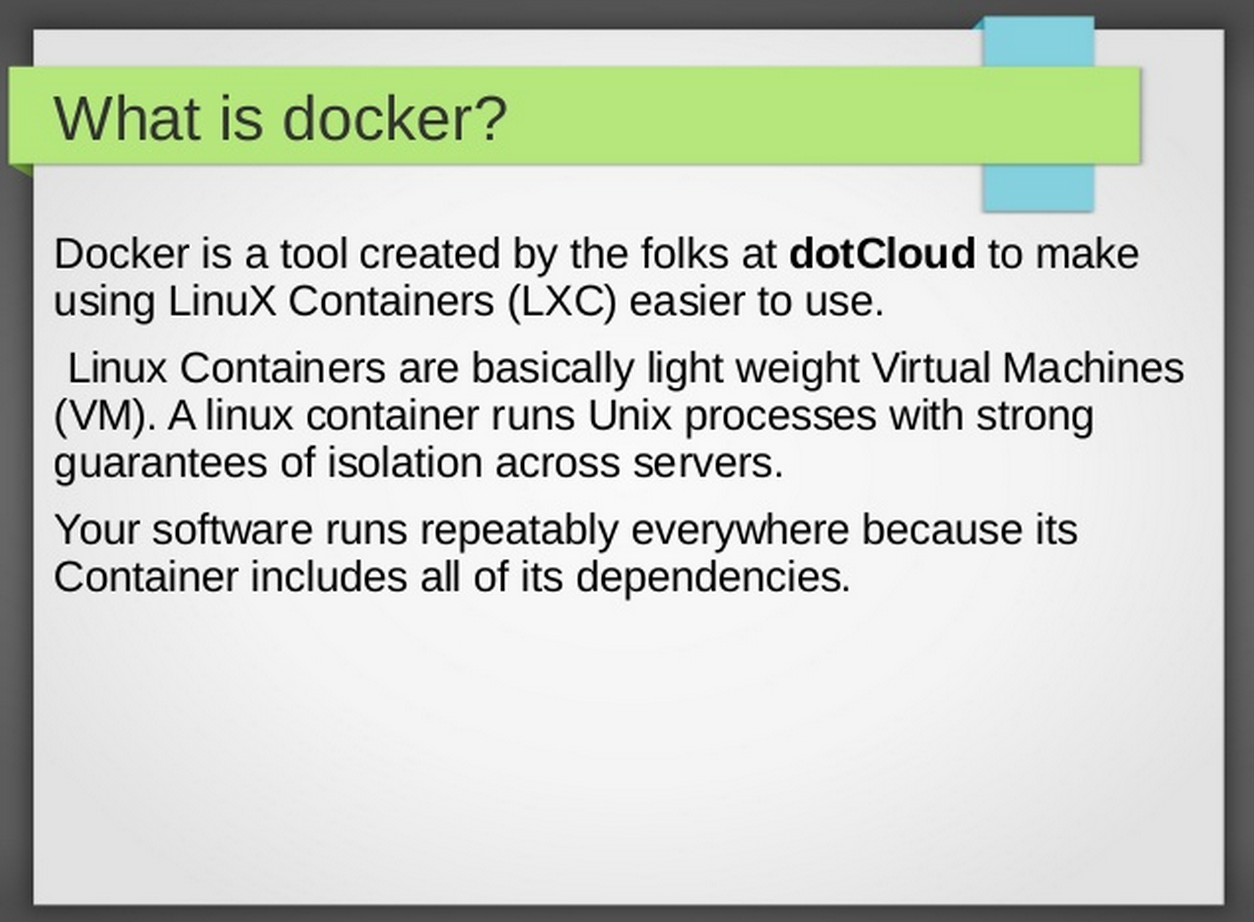 What is docker?
Docker is a tool created by the folks at dotCloud to make
using LinuX Containers (LXC) easier to use.
Linux Containers are basically light weight Virtual Machines
(VM). A linux container runs Unix processes with strong
guarantees of isolation across servers.
Your software runs repeatably everywhere because its
Container includes all of its dependencies.